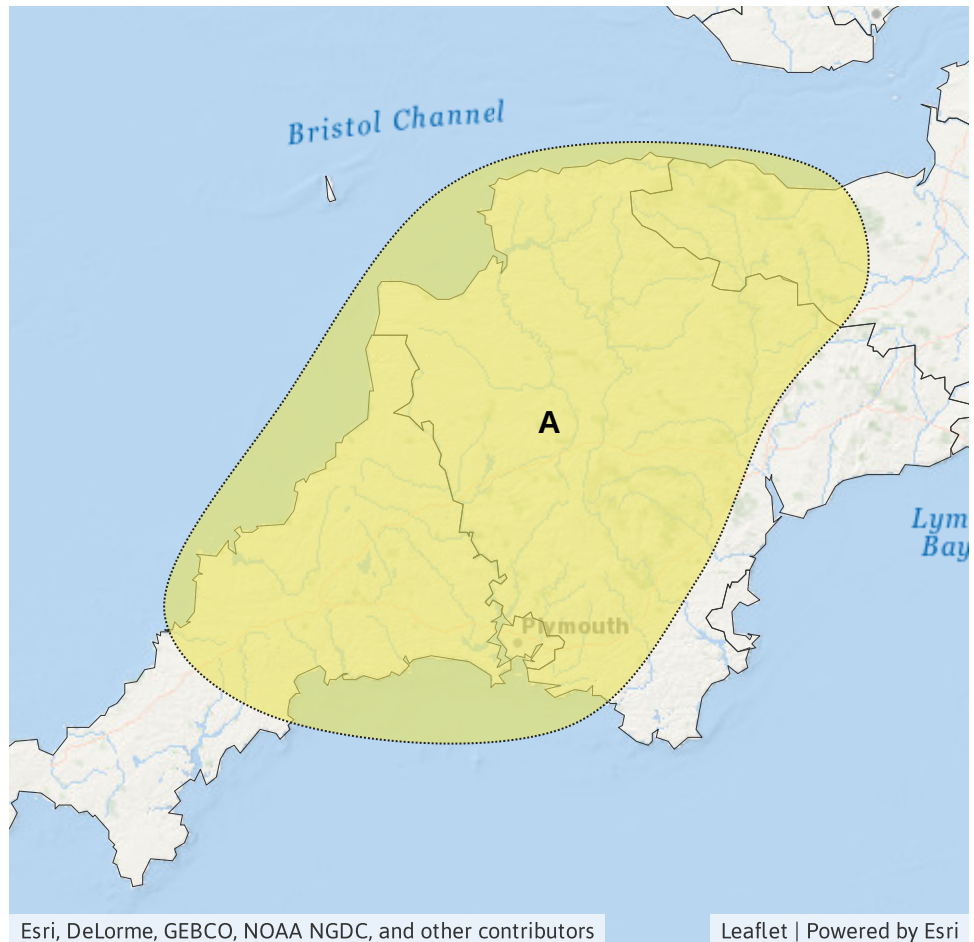 Bristol Channel
A
Lym
Bay
Plymouth
Esri, DeLorme, GEBCO, NOAA NGDC, and other contributors
Leaflet | Powered by Esri